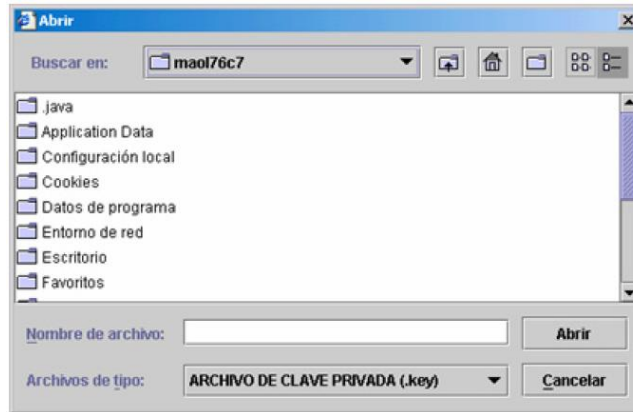 Abrir
Buscar en: maol76c7
.java
Application Data
Configuración local
Cookies
Datos de programa
Entorno de red
Escritorio
Favoritos
Nombre de archivo: Abrir
Archivos de tipo: ARCHIVO DE CLAVE PRIVADA (.key) Cancelar